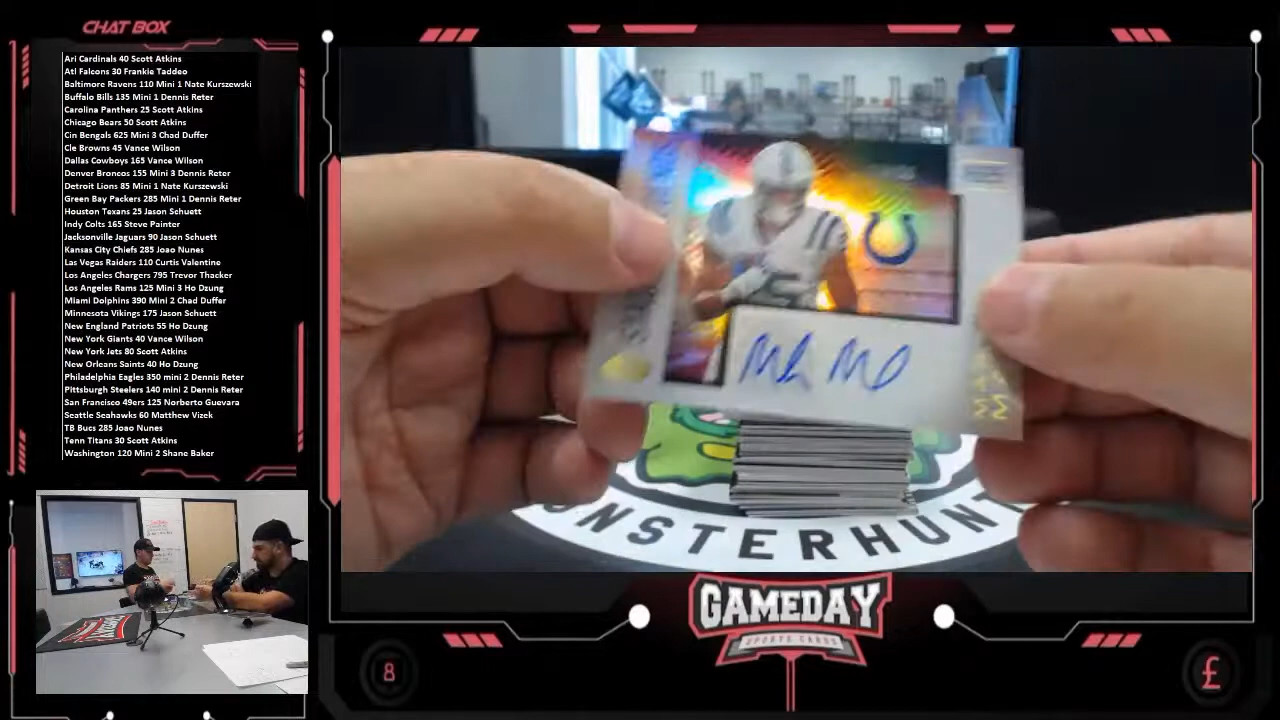 CHAT BOX
Ari Cardinals 40 Scott Atkins
Atl Falcons 30 Frankie Taddeo
Baltimore Ravens 110 Mini 1 Nate Kurszewski
Buffalo Bills 135 Mini 1 Dennis Reter
Carolina Panthers 25 Scott Atkins
Chicago Bears 50 Scott Atkins
Cin Bengals 625 Mini 3 Chad Duffer
Cle Browns 45 Vance Wilson
Dallas Cowboys 165 Vance Wilson
Denver Broncos 155 Mini 3 Dennis Reter
Detroit Lions 85 Mini 1 Nate Kurszewski
Green Bay Packers 285 Mini 1 Dennis Reter
Houston Texans 25 Jason Schuett
Indy Colts 165 Steve Painter
Jacksonville Jaguars 90 Jason Schuett
Kansas City Chiefs 285 Joao Nunes
Las Vegas Raiders 110 Curtis Valentine
Los Angeles Chargers 795 Trevor Thacker
Los Angeles Rams 125 Mini 3 Ho Dzung
Miami Dolphins 390 Mini 2 Chad Duffer
Minnesota Vikings 175 Jason Schuett
New England Patriots 55 Ho Dzung
New York Giants 40 Vance Wilson
New York Jets 80 Scott Atkins
New Orleans Saints 40 Ho Dzung
Philadelphia Eagles 350 mini 2 Dennis Reter
Pittsburgh Steelers 140 mini 2 Dennis Reter
San Francisco 49ers 125 Norberto Guevara
Seattle Seahawks 60 Matthew Vizek
TB Bucs 285 Joao Nunes
Tenn Titans 30 Scott Atkins
Washington 120 Mini 2 Shane Baker
NSTERHUNT
GAMEDAY
SPORTS CARDS
8
£